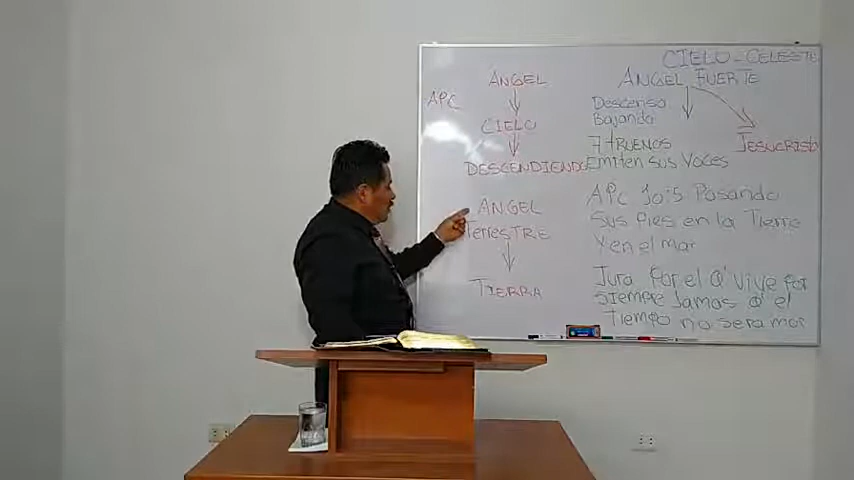 APC
ANGEL
CIELO
DESCENDIENDO
ANGEL
TerresTRE
TIERRA
CIELO - CELESTE
ANGEL FUERTE
Descenso
Bajando
JESUCRISTO
7 TRUENOS
EmiTen SUS VOCES
APC 10:5 Posando
SUS PIES en La Tierra
Y en el mar
JURA POR el Q' VIVE POR
SIEMPRE JAMAS Q' el
TIEMPO no sera mas